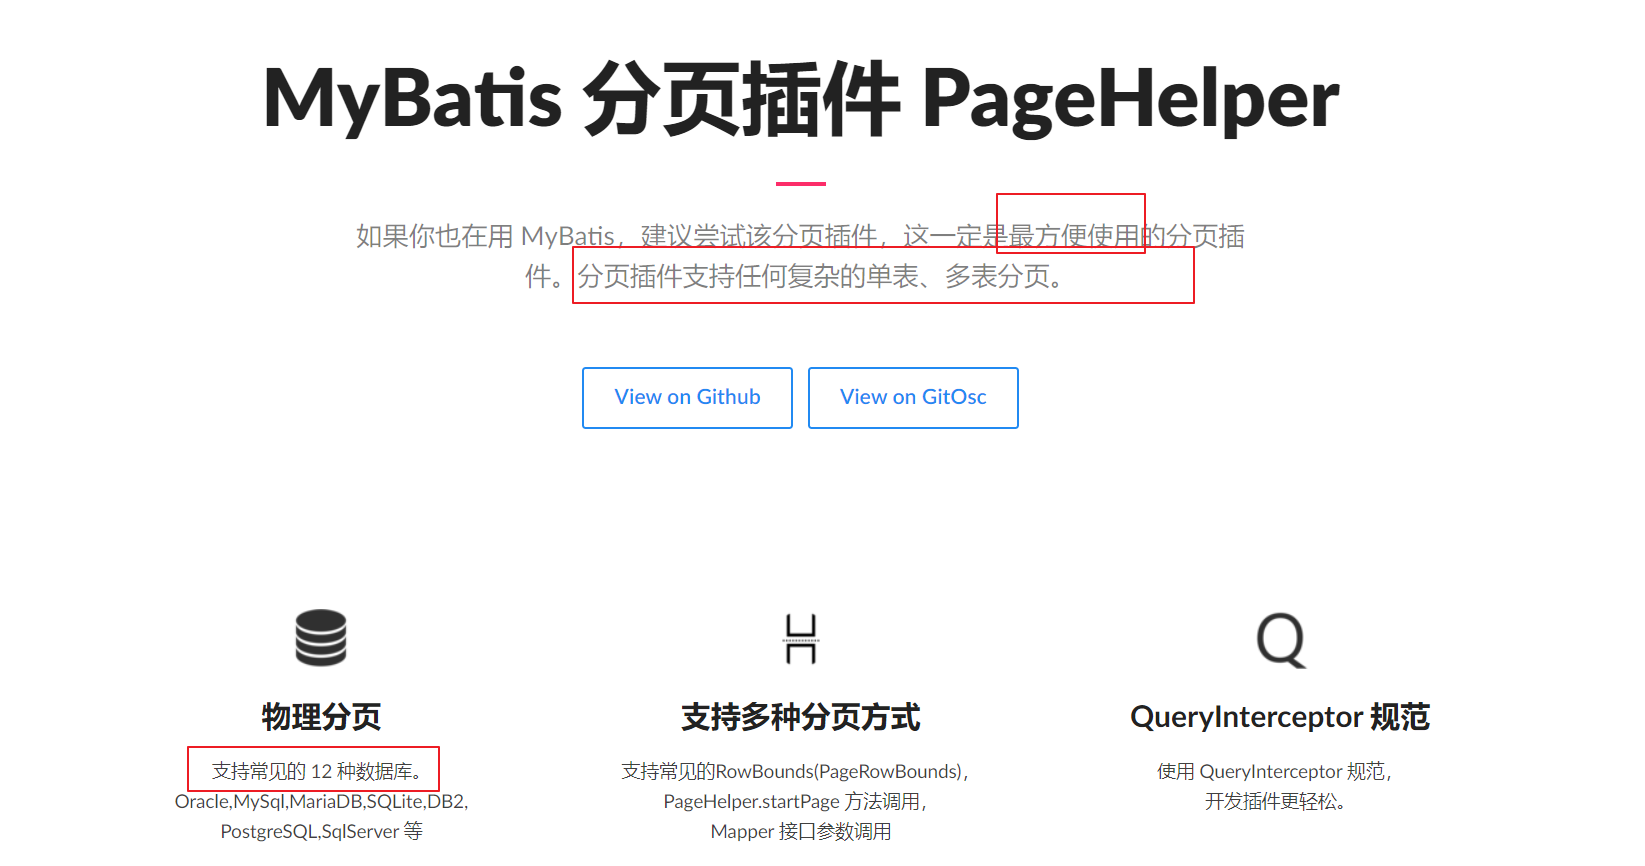 MyBatis 分页插件 PageHelper
如果你也在用 MyBatis，建议尝试该分页插件，这一定是最方便使用的分页插
件。分页插件支持任何复杂的单表、多表分页。
View on Github
View on GitOsc
物理分页
支持常见的 12 种数据库。
Oracle,MySql,MariaDB,SQLite,DB2,
PostgreSQL,SqlServer 等
支持多种分页方式
支持常见的RowBounds(PageRowBounds)，
PageHelper.startPage 方法调用，
Mapper 接口参数调用
QueryInterceptor 规范
使用 QueryInterceptor 规范，
开发插件更轻松。